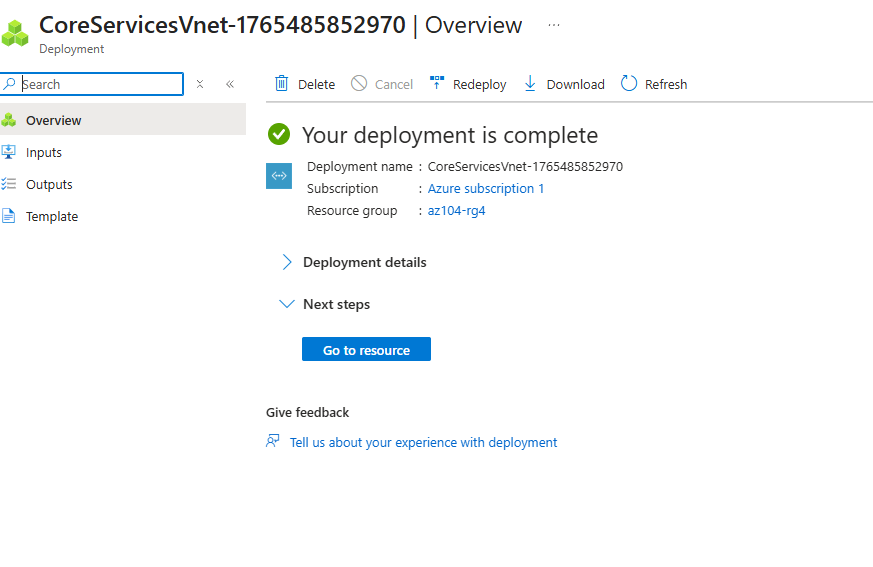 CoreServicesVnet-1765485852970 | Overview ...
Deployment
Search
Delete Cancel Redeploy Download Refresh
Overview
Inputs
Outputs
Template
Your deployment is complete
Deployment name : CoreServicesVnet-1765485852970
Subscription : Azure subscription 1
Resource group : az104-rg4
Deployment details
Next steps
Go to resource
Give feedback
Tell us about your experience with deployment